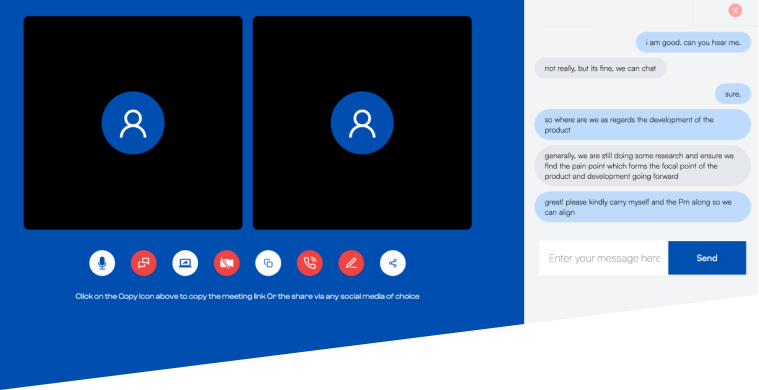 i am good. can you hear me.
not really, but its fine, we can chat
sure,
so where are we as regards the development of the
product
generally, we are still doing some research and ensure we
find the pain point which forms the focal point of the
product and development going forward
great! please kindly carry myself and the Pm along so we
can align
Enter your message here
Send
Click on the Copy Icon above to copy the meeting link Or the share via any social media of choice